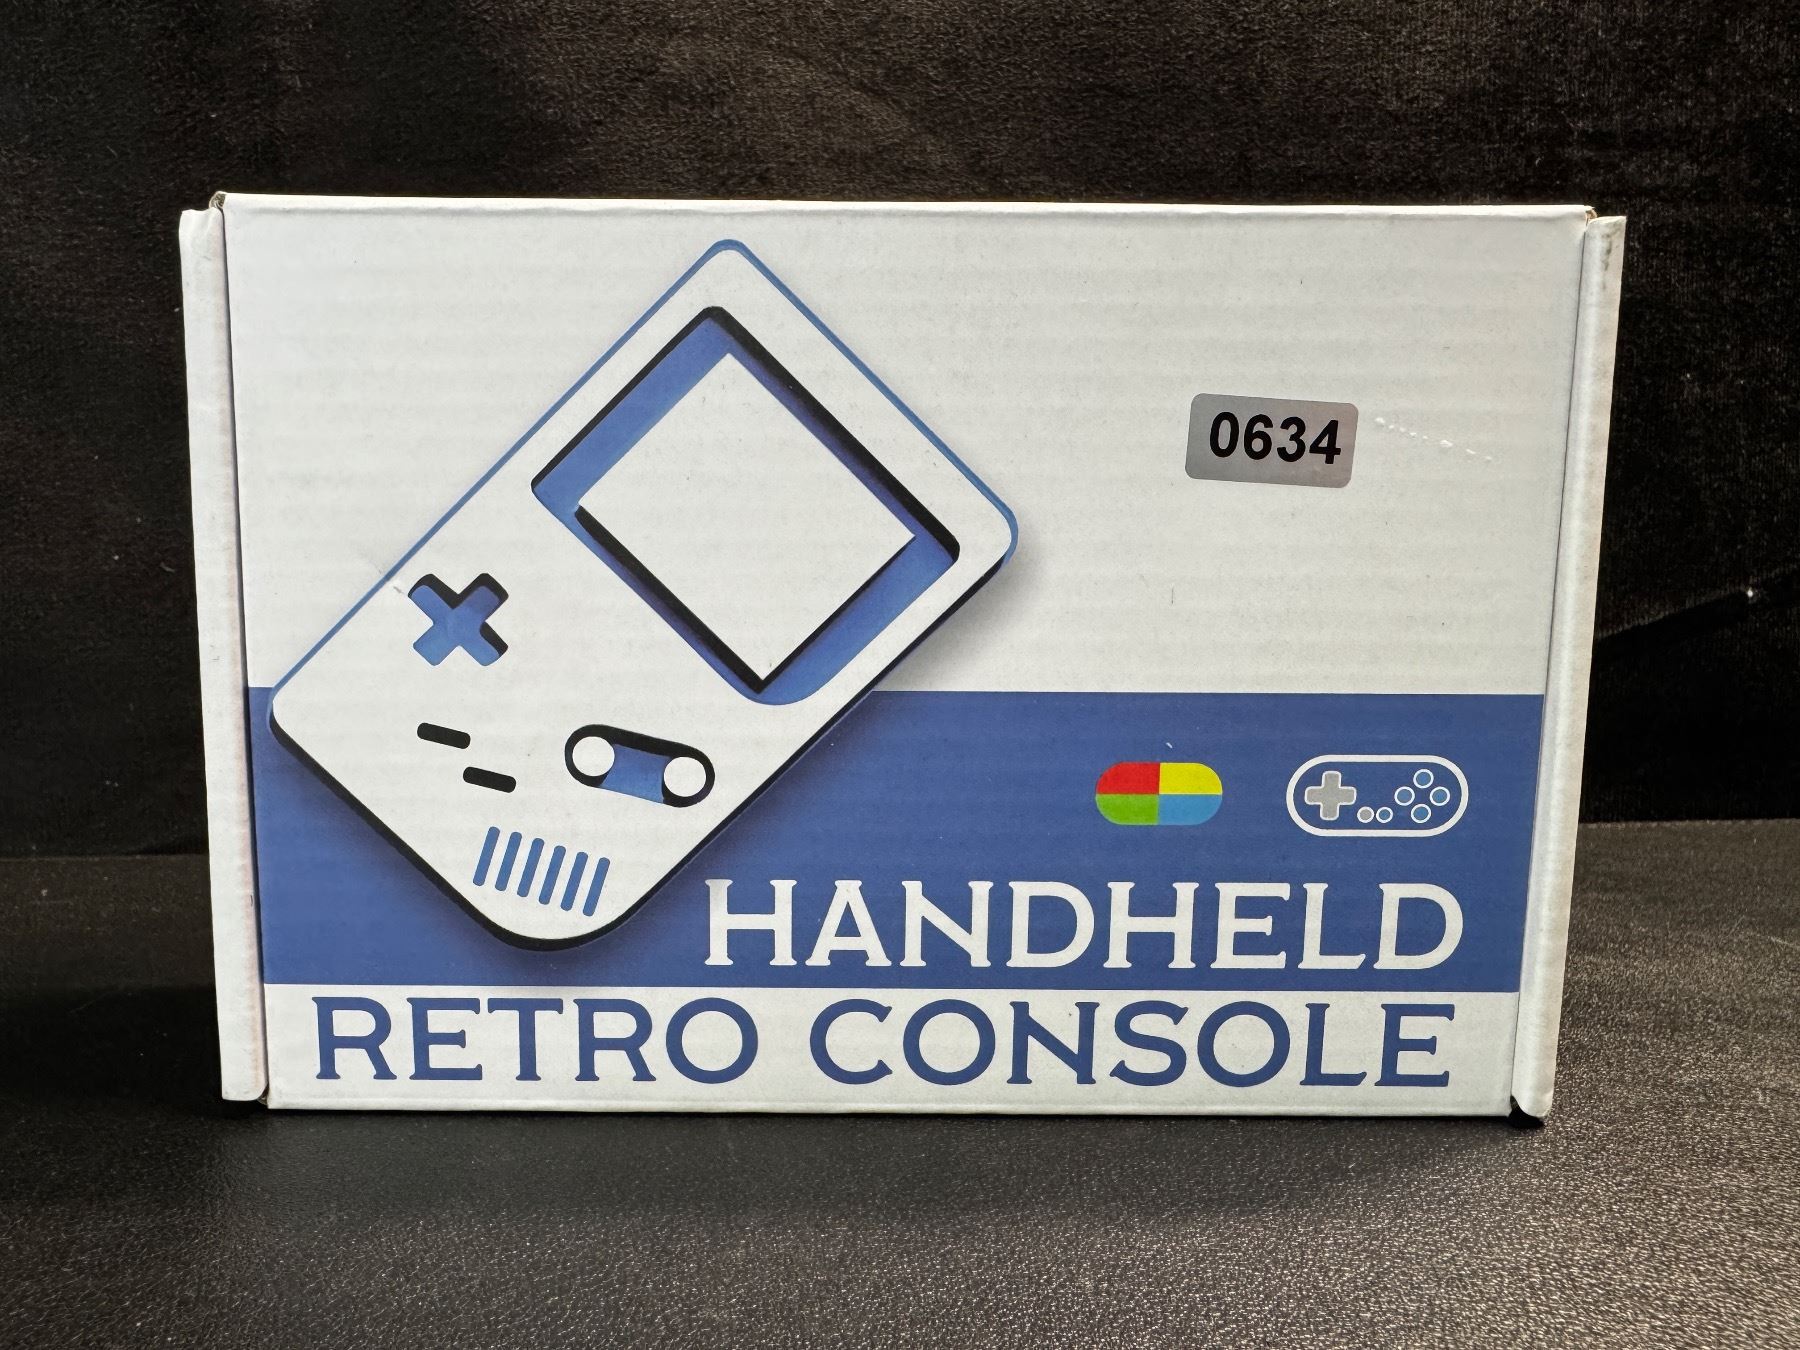 0634
HANDHELD
RETRO CONSOLE